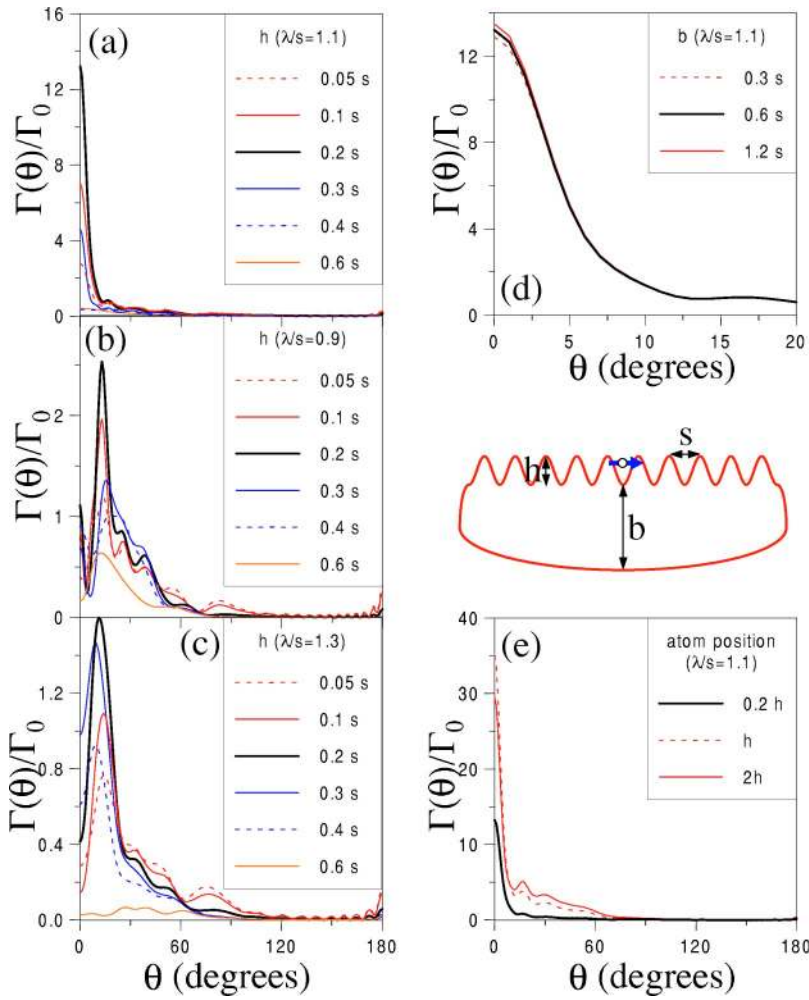 (a)
h (λ/s=1.1)
0.05 s
0.1 s
0.2 s
0.3 s
0.4 s
0.6 s
Γ(θ)/Γ0
16
12
8
4
0
(b)
h (λ/s=0.9)
0.05 s
0.1 s
0.2 s
0.3 s
0.4 s
0.6 s
Γ(θ)/Γ0
2
1
0
(c)
h (λ/s=1.3)
0.05 s
0.1 s
0.2 s
0.3 s
0.4 s
0.6 s
Γ(θ)/Γ0
1.2
0.8
0.4
0.0
0 60 120 180
θ (degrees)
b (λ/s=1.1)
0.3 s
0.6 s
1.2 s
Γ(θ)/Γ0
12
8
4
0
(d)
0 5 10 15 20
θ (degrees)
s
h
b
(e)
atom position
(λ/s=1.1)
0.2 h
h
2h
Γ(θ)/Γ0
40
30
20
10
0
0 60 120 180
θ (degrees)